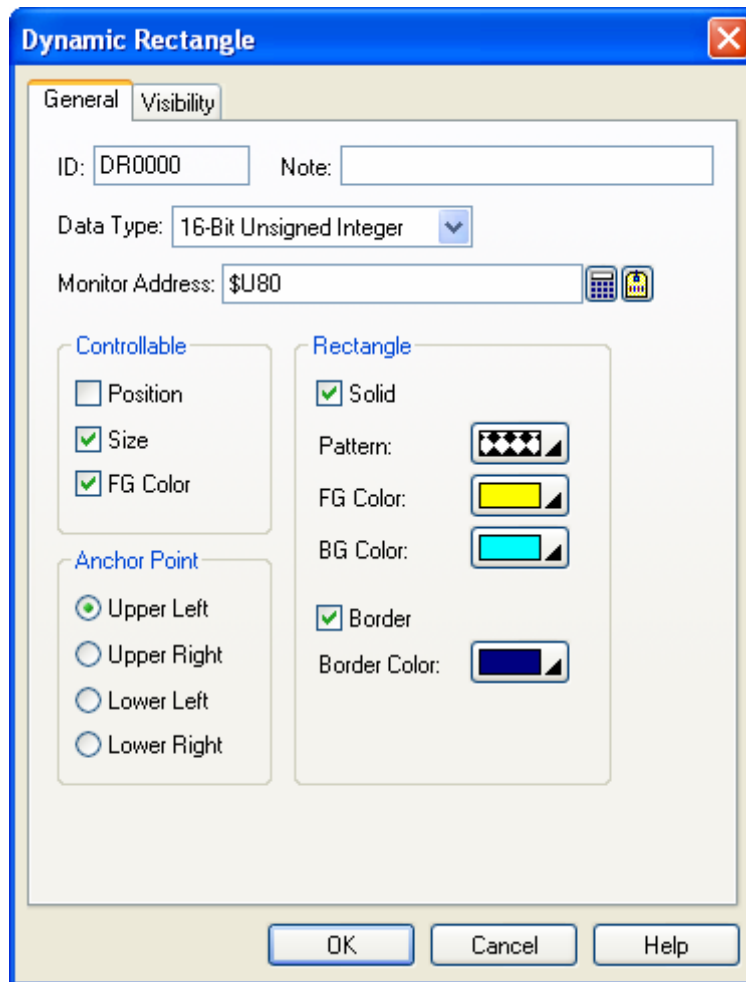 Dynamic Rectangle
General Visibility
ID: DR0000 Note:
Data Type: 16-Bit Unsigned Integer
Monitor Address: $U80
Controllable
Position
Size
FG Color
Rectangle
Solid
Pattern:
FG Color:
BG Color:
Border
Border Color:
Anchor Point
Upper Left
Upper Right
Lower Left
Lower Right
OK Cancel Help